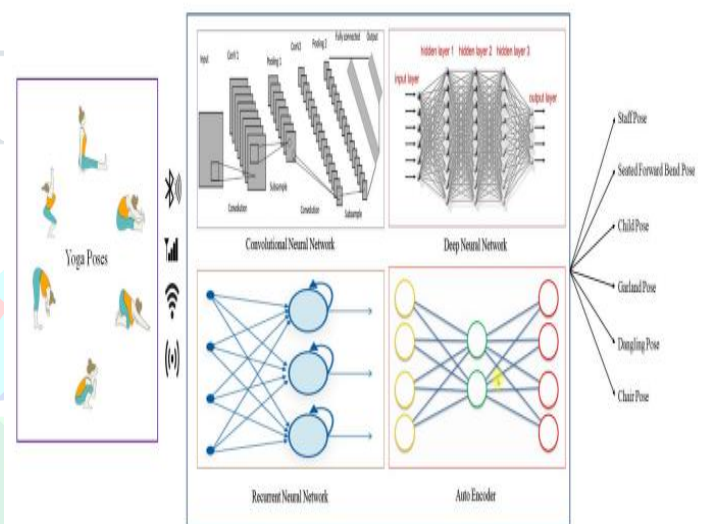 Yoga Poses
Input
Conv 1
Pooling 1
Conv2
Pooling 2
Fully connected
Output
Convolution
Subsample
Convolution
Subsample
Convolutional Neural Network
input layer
hidden layer 1 hidden layer 2 hidden layer 3
output layer
Deep Neural Network
Recurrent Neural Network
Auto Encoder
Staff Pose
Seated Forward Bend Pose
Child Pose
Garland Pose
Dangling Pose
Chair Pose